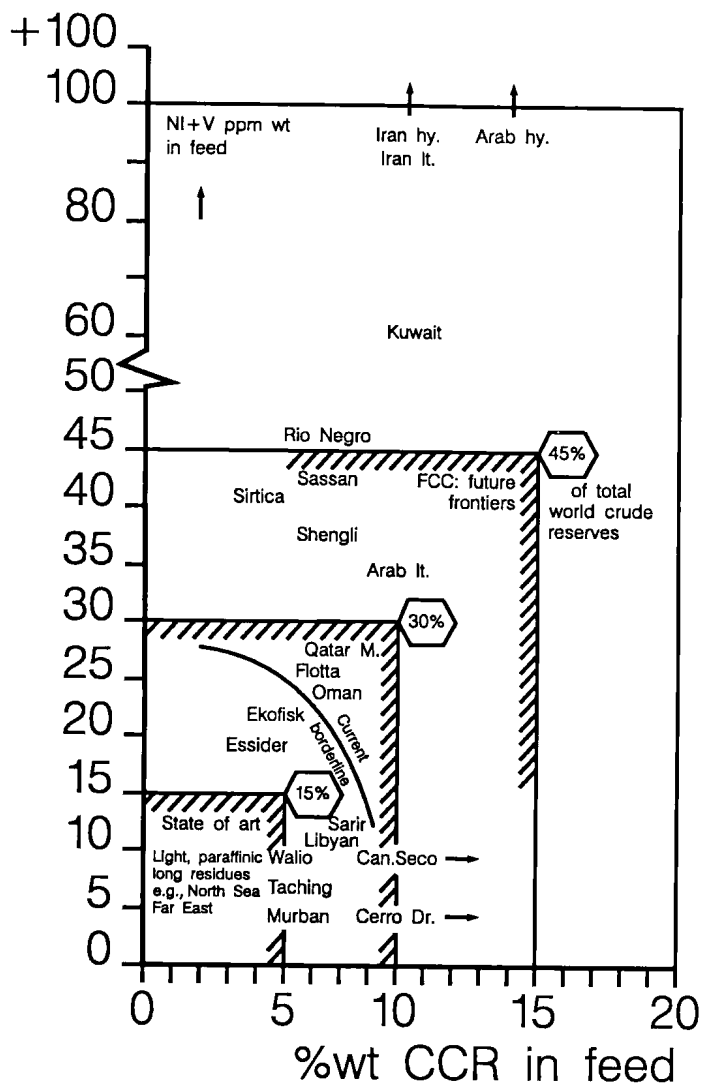 +100
100
NI+V ppm wt
in feed
Iran hy.
Iran lt.
Arab hy.
80
Kuwait
60
50
45
Rio Negro
45%
Sassan
FCC: future
frontiers
of total
world crude
reserves
Sirtica
40
Shengli
35
Arab lt.
30
30%
Qatar M.
25
Flotta
Oman
Ekofisk
Current
borderline
20
Essider
15
15%
State of art
Sarir
Libyan
10
Light, paraffinic
long residues
e.g., North Sea
Far East
Walio
Can.Seco
Taching
5
Murban
Cerro Dr.
0
0 5 10 15 20
%wt CCR in feed